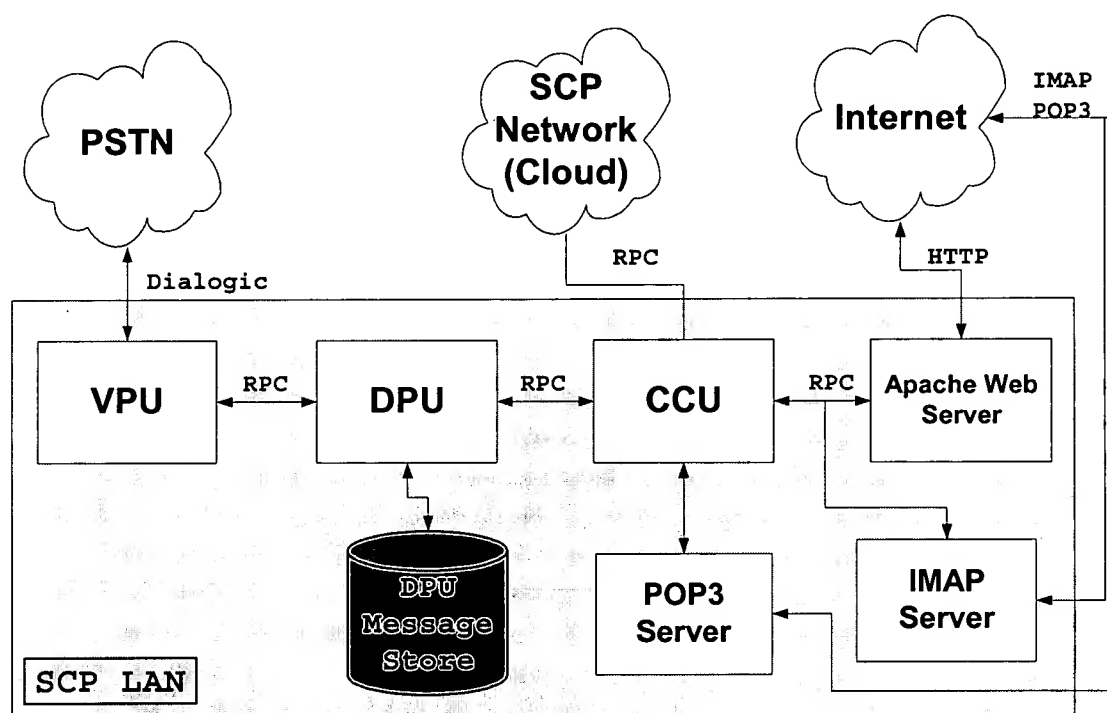 PSTN
SCP
Network
(Cloud)
Internet
IMAP
POP3
Dialogic
RPC
HTTP
VPU
RPC
DPU
RPC
CCU
RPC
Apache Web
Server
DPU
Message
Store
POP3
Server
IMAP
Server
SCP LAN